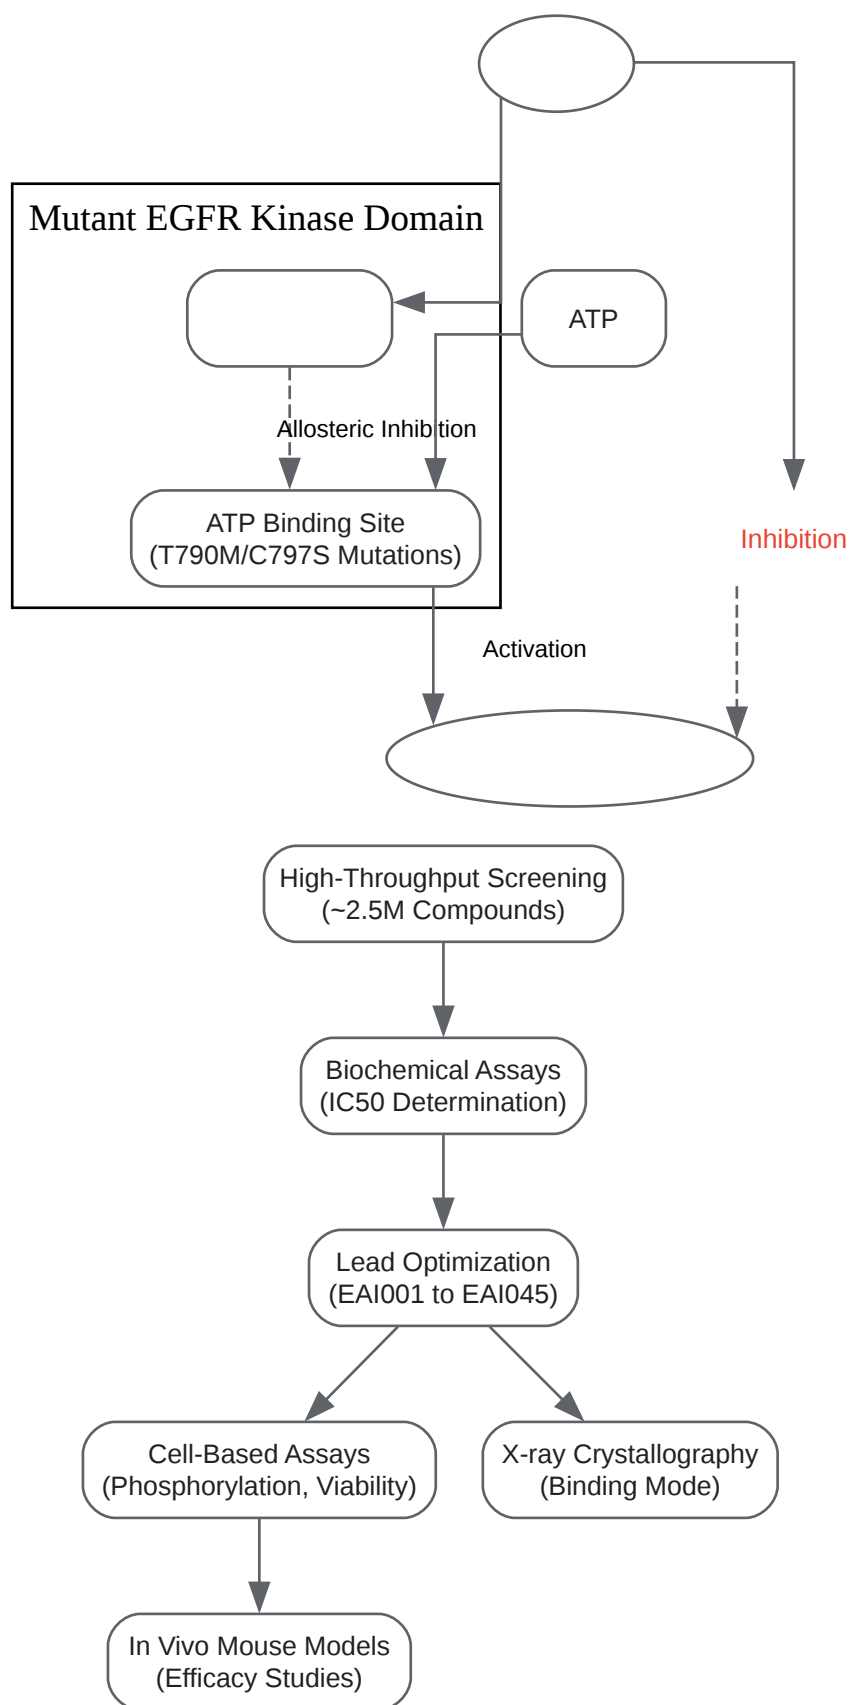 Mutant EGFR Kinase Domain
ATP
Allosteric Inhibition
ATP Binding Site
(T790M/C797S Mutations)
Inhibition
Activation
High-Throughput Screening
(~2.5M Compounds)
Biochemical Assays
(IC50 Determination)
Lead Optimization
(EAI001 to EAI045)
Cell-Based Assays
(Phosphorylation, Viability)
X-ray Crystallography
(Binding Mode)
In Vivo Mouse Models
(Efficacy Studies)